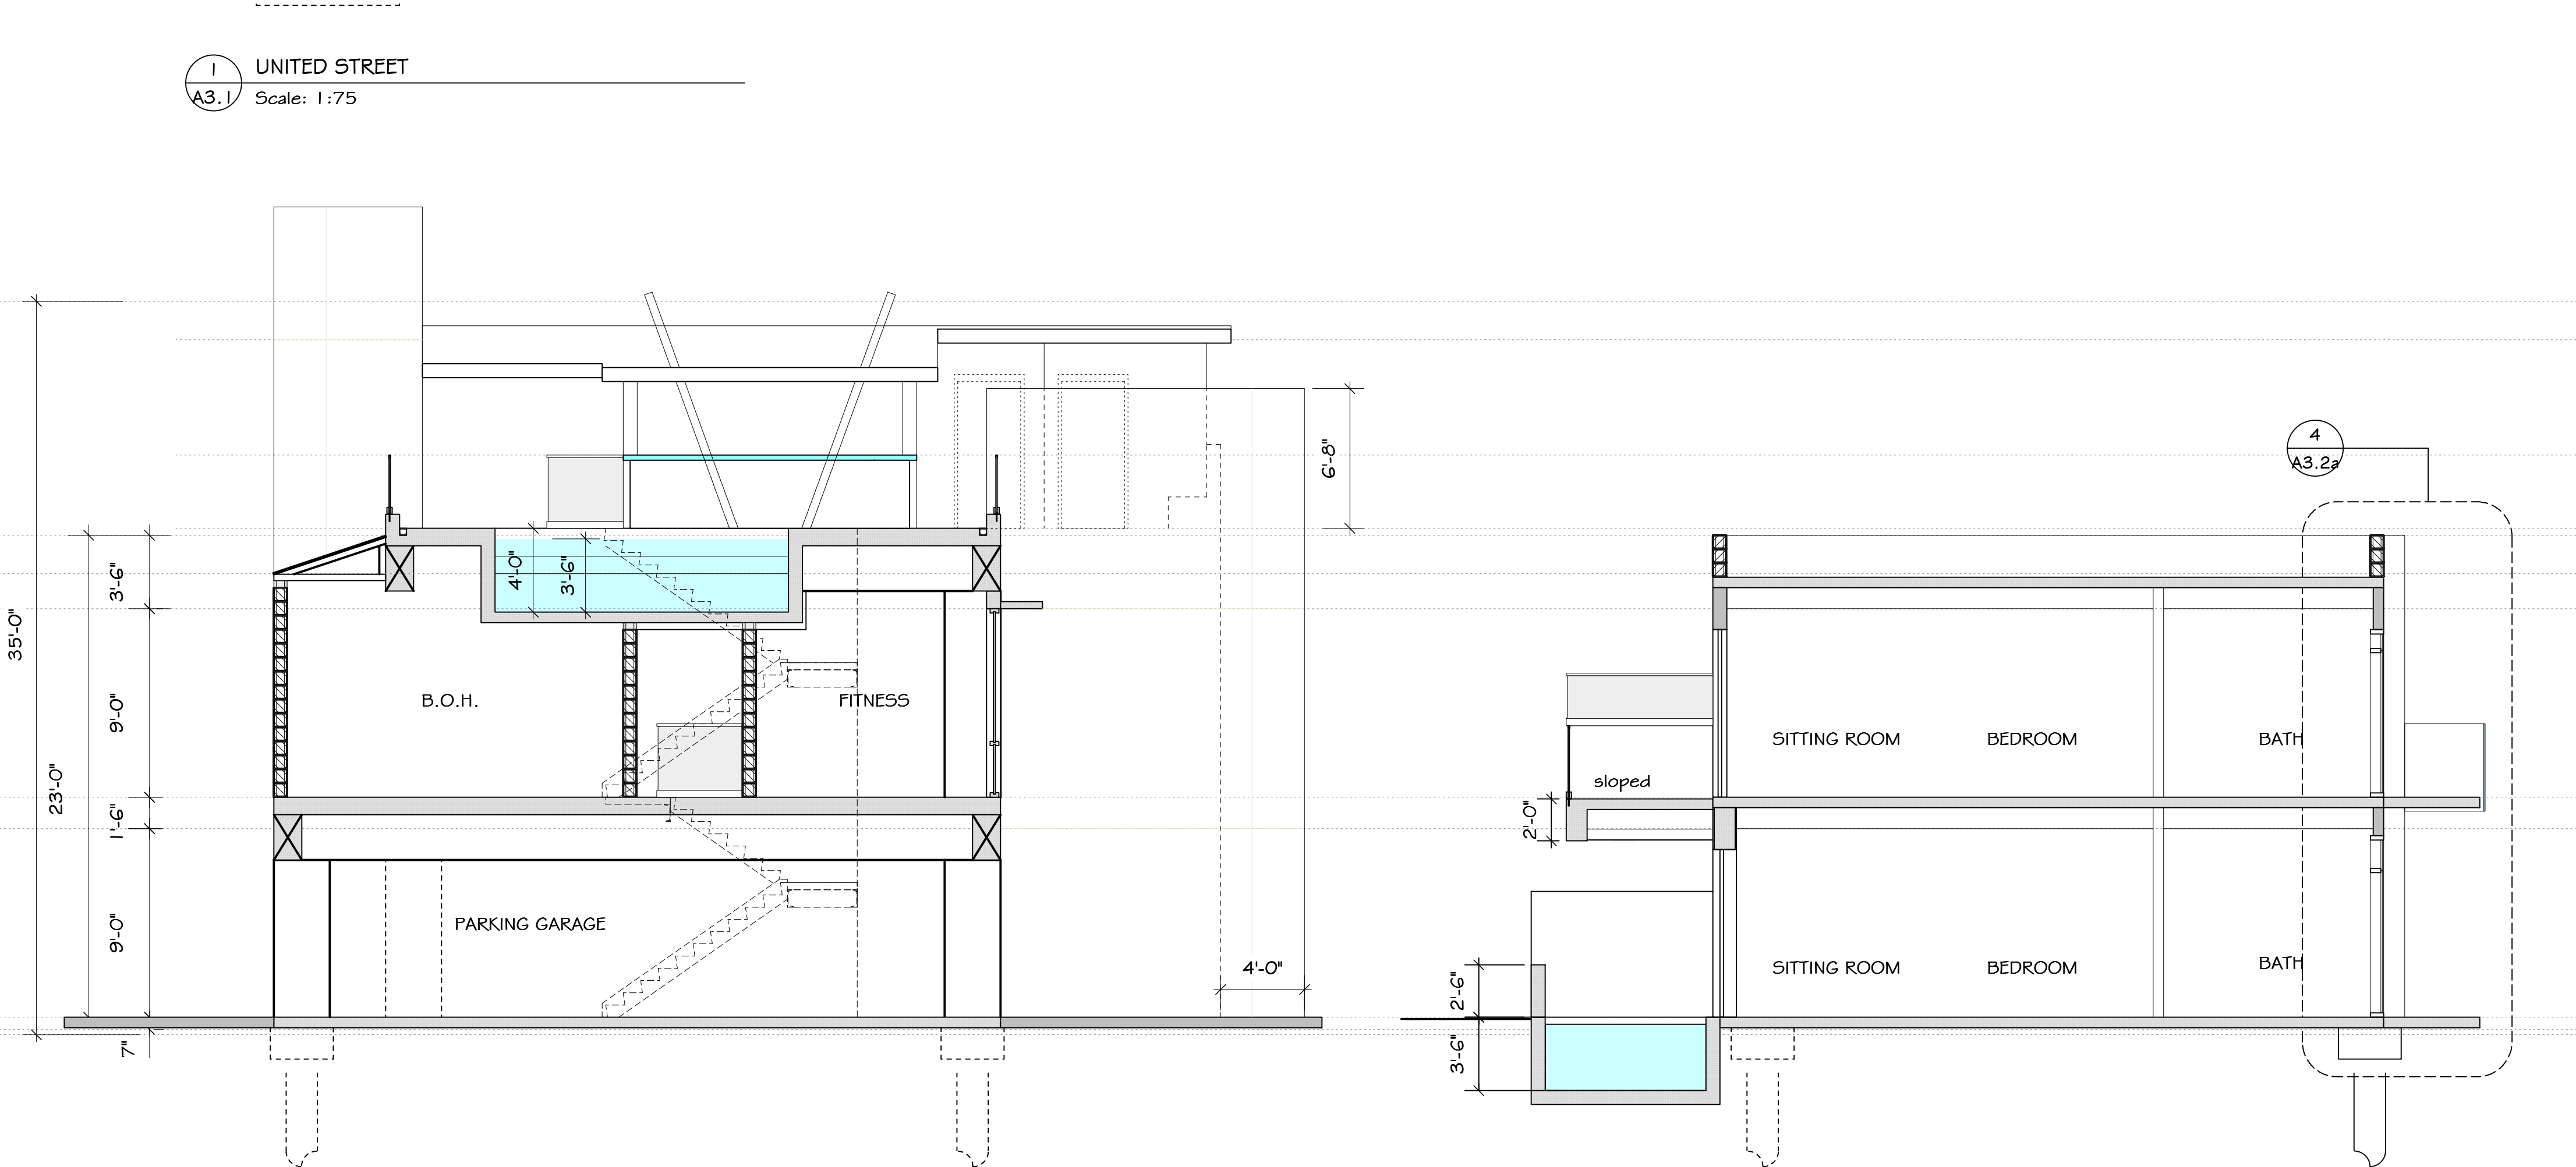 1
A3.1
UNITED STREET
Scale: 1:75
35'-0"
23'-0"
3'-6"
9'-0"
1'-6"
9'-0"
7"
4'-0"
3'-6"
B.O.H.
FITNESS
PARKING GARAGE
6'-8"
4'-0"
4
A3.2a
SITTING ROOM
BEDROOM
BATH
sloped
2'-0"
SITTING ROOM
BEDROOM
BATH
2'-6"
3'-6"